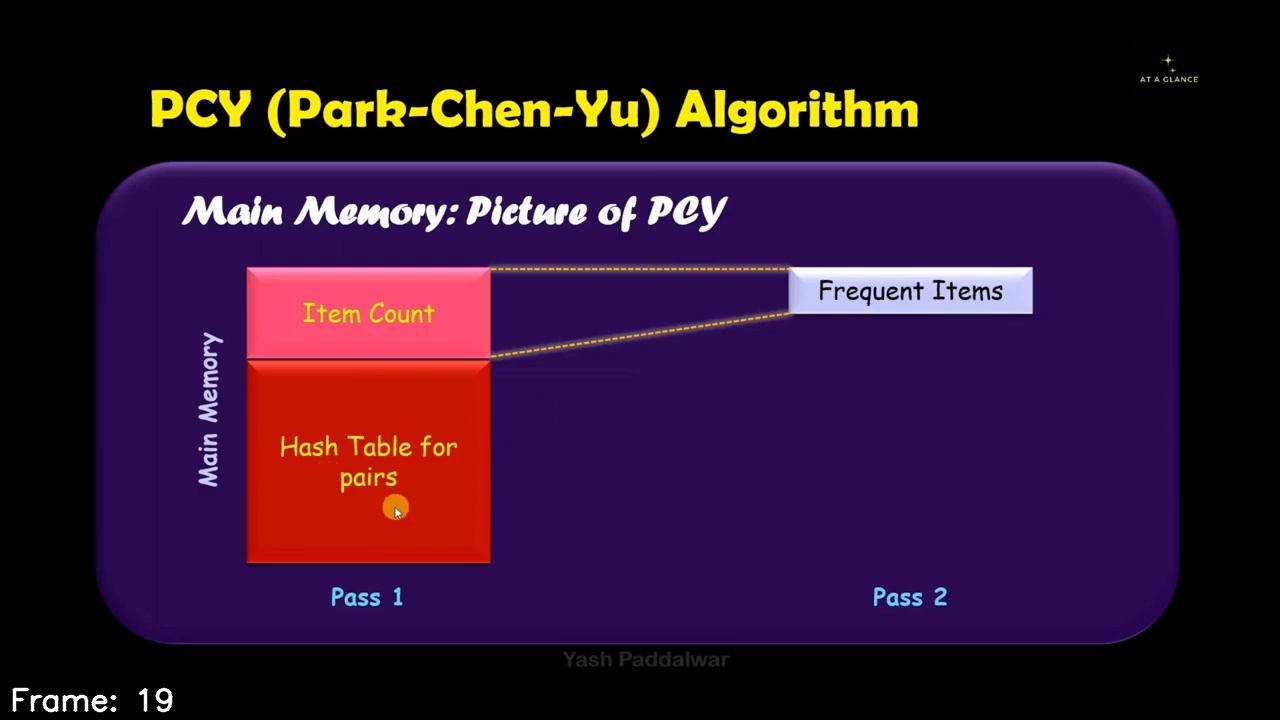 AT A GLANCE
PCY (Park-Chen-Yu) Algorithm
Main Memory: Picture of PCY
Item Count
Frequent Items
Main Memory
Hash Table for
pairs
Pass 1
Pass 2
Yash Paddalwar
Frame: 19